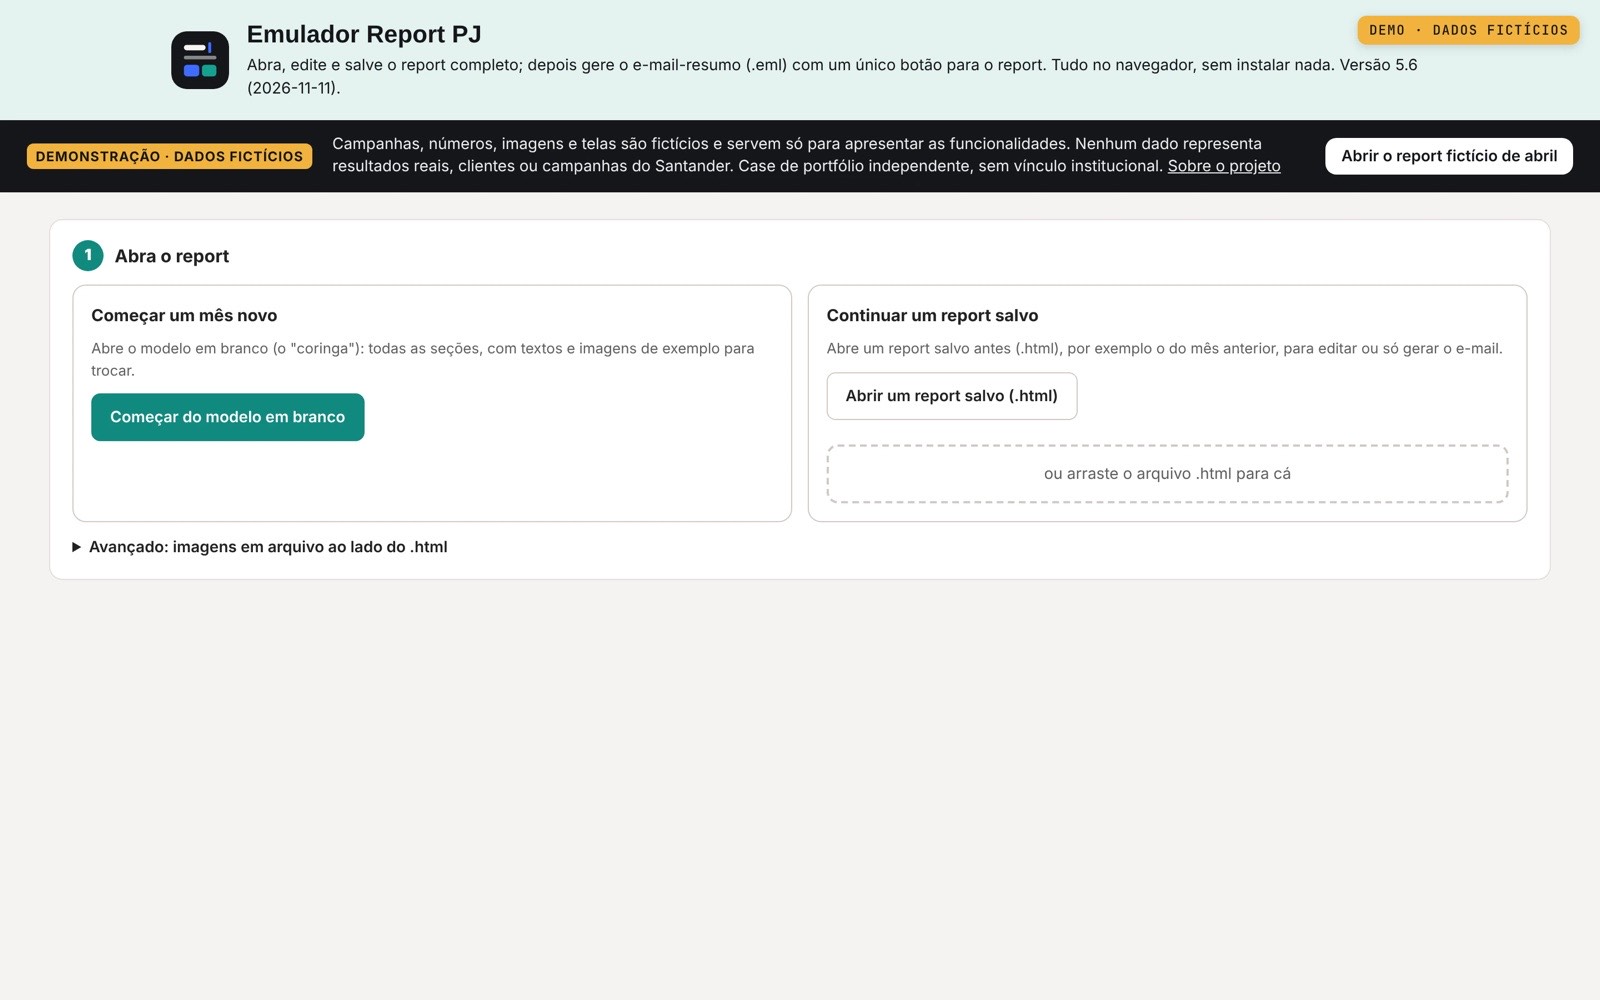 Emulador Report PJ
DEMO · DADOS FICTÍCIOS
Abra, edite e salve o report completo; depois gere o e-mail-resumo (.eml) com um único botão para o report. Tudo no navegador, sem instalar nada. Versão 5.6
(2026-11-11).
DEMONSTRAÇÃO · DADOS FICTÍCIOS
Campanhas, números, imagens e telas são fictícios e servem só para apresentar as funcionalidades. Nenhum dado representa
resultados reais, clientes ou campanhas do Santander. Case de portfólio independente, sem vínculo institucional. Sobre o projeto
Abrir o report fictício de abril
1 Abra o report
Começar um mês novo
Abre o modelo em branco (o "coringa"): todas as seções, com textos e imagens de exemplo para
trocar.
Começar do modelo em branco
Continuar um report salvo
Abre um report salvo antes (.html), por exemplo o do mês anterior, para editar ou só gerar o e-mail.
Abrir um report salvo (.html)
ou arraste o arquivo .html para cá
Avançado: imagens em arquivo ao lado do .html